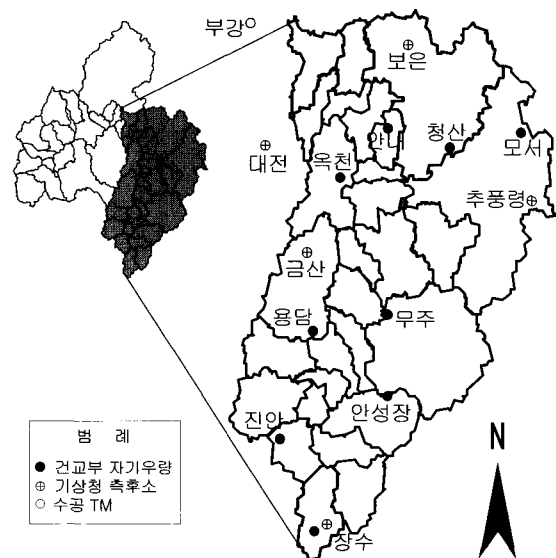 부강
보은
안내
청산
모서
대전
옥천
추풍령
금산
용담
무주
안성장
진안
장수
N
범 례
건교부 자기우량
기상청 측후소
수공 TM